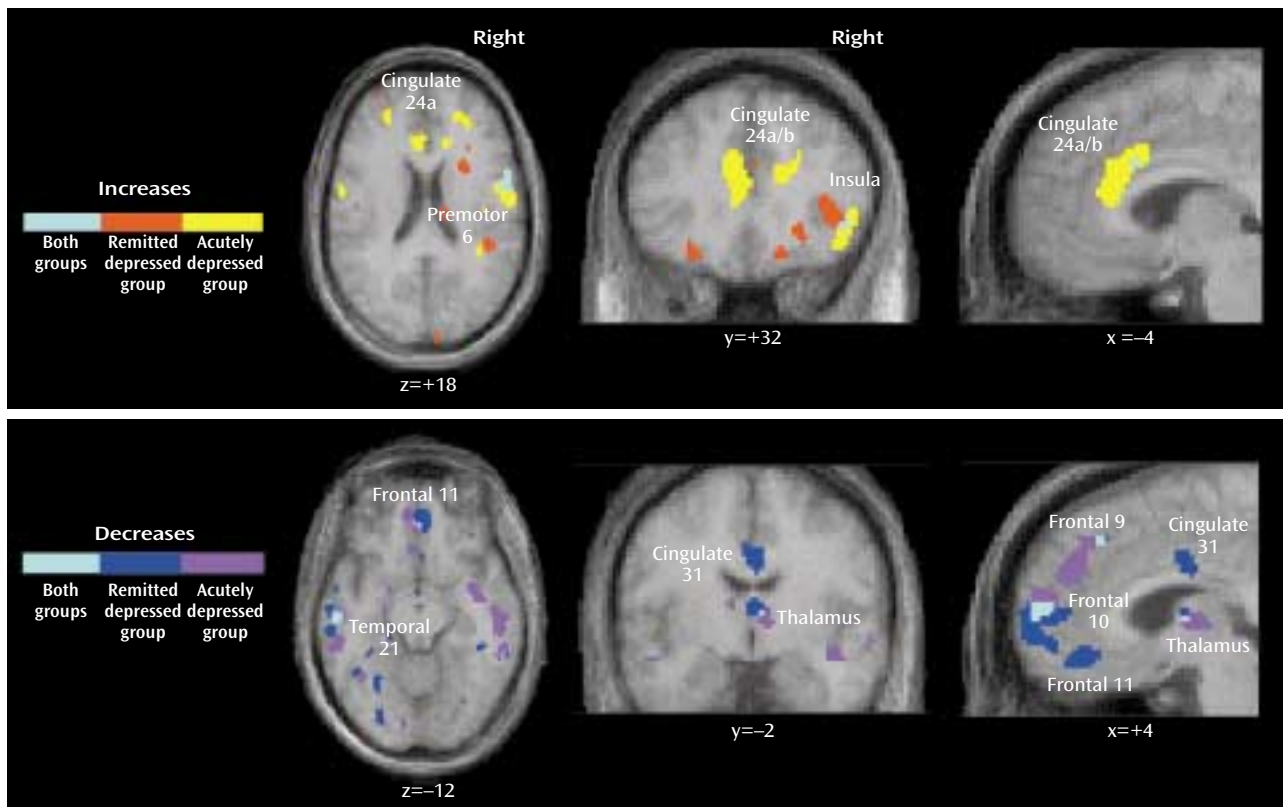 Right
Right
Cingulate
24a
Cingulate
24a/b
Cingulate
24a/b
Increases
Insula
Premotor
6
Both
groups
Remitted
depressed
group
Acutely
depressed
group
y=+32
x =–4
z=+18
Frontal 11
Frontal 9
Cingulate
31
Decreases
Cingulate
31
Both
groups
Remitted
depressed
group
Acutely
depressed
group
Temporal
21
Thalamus
Frontal
10
Thalamus
Frontal 11
y=–2
x=+4
z=–12